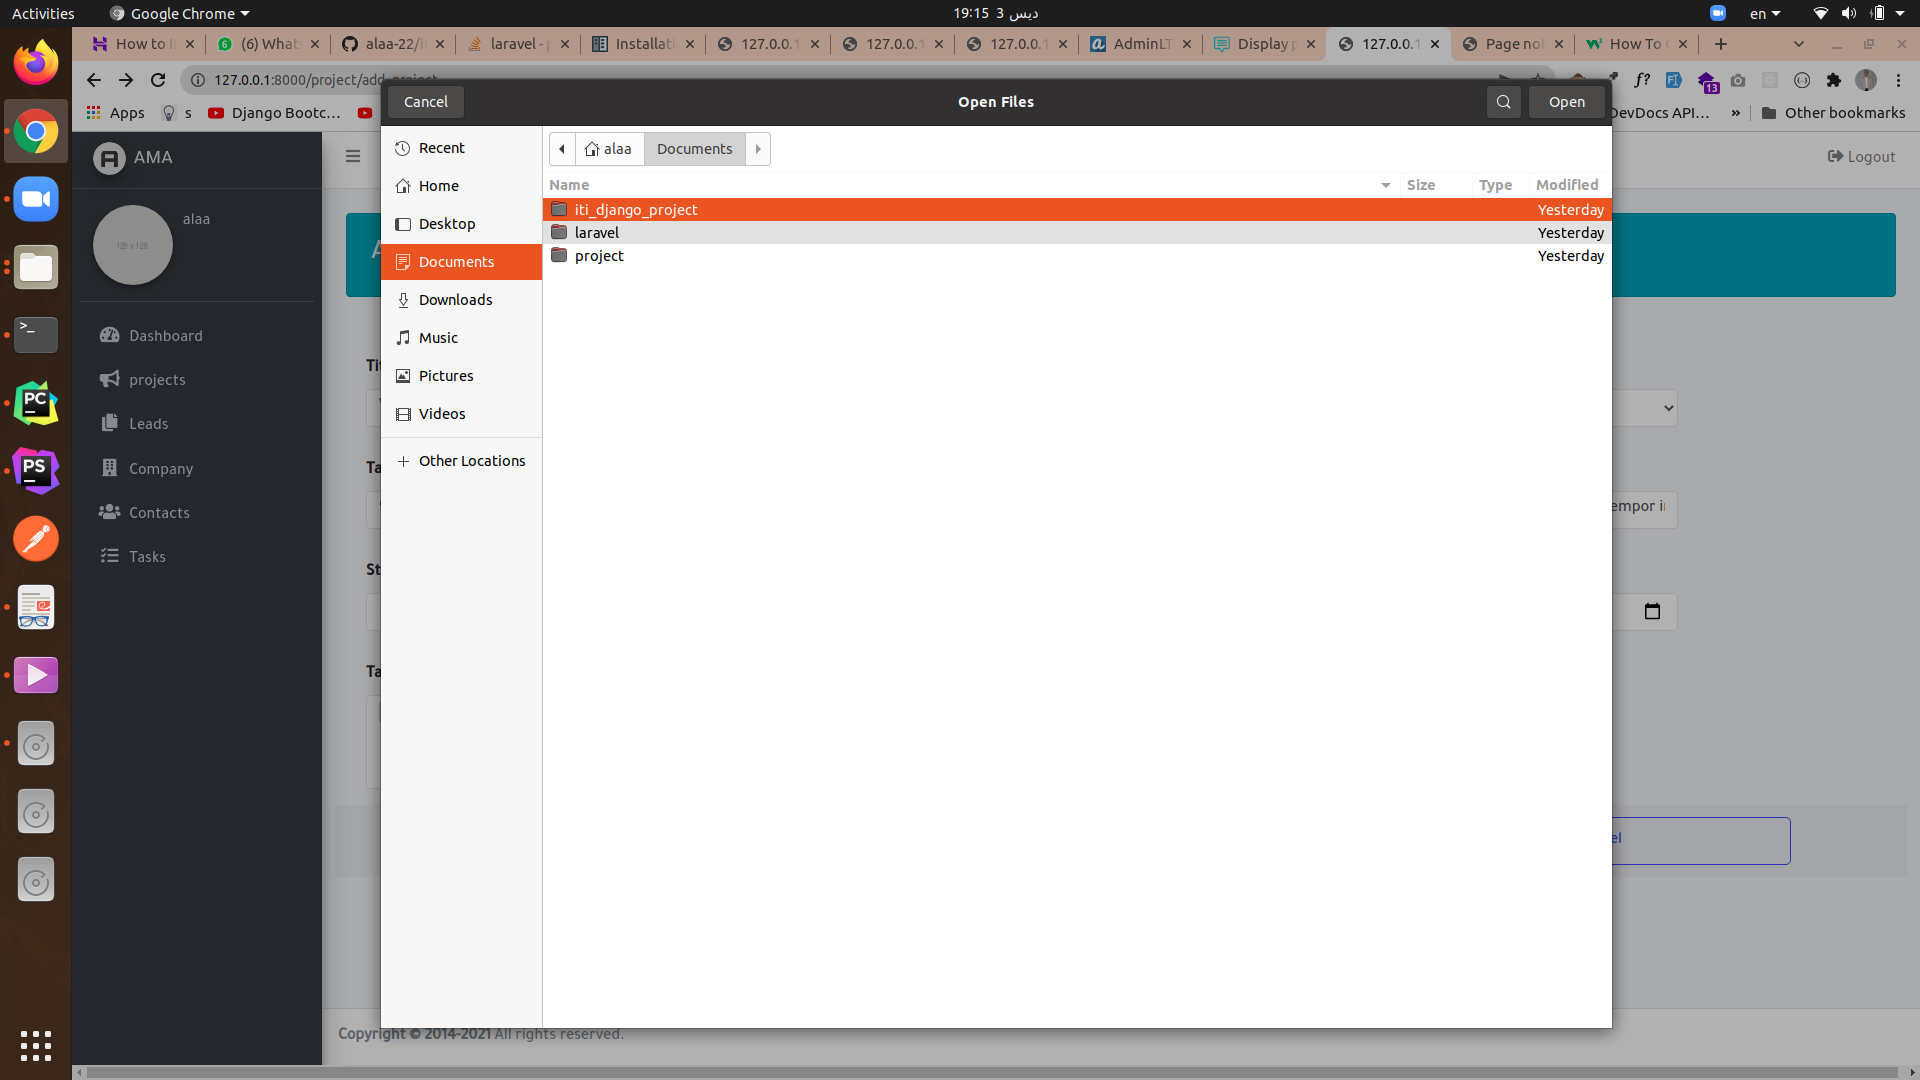 Activities
Google Chrome
19:15 3 ديس
en
How to I
(6) What
alaa-22/i
laravel - p
Installati
127.0.0.1
127.0.0.1
127.0.0.1
AdminLT
Display p
127.0.0.1
Page not
How To C
127.0.0.1:8000/project/add_project
f?
13
Apps
s
Django Bootc...
DevDocs API...
»
Other bookmarks
Cancel
Open Files
Open
AMA
Logout
alaa
128 x 128
Dashboard
projects
Leads
Company
Contacts
Tasks
Recent
Home
Desktop
Documents
Downloads
Music
Pictures
Videos
Other Locations
alaa
Documents
Name
Size
Type
Modified
iti_django_project
Yesterday
laravel
Yesterday
project
Yesterday
Tit
Ta
empor i
St
Ta
el
PC
PS
>_
Copyright © 2014-2021 All rights reserved.